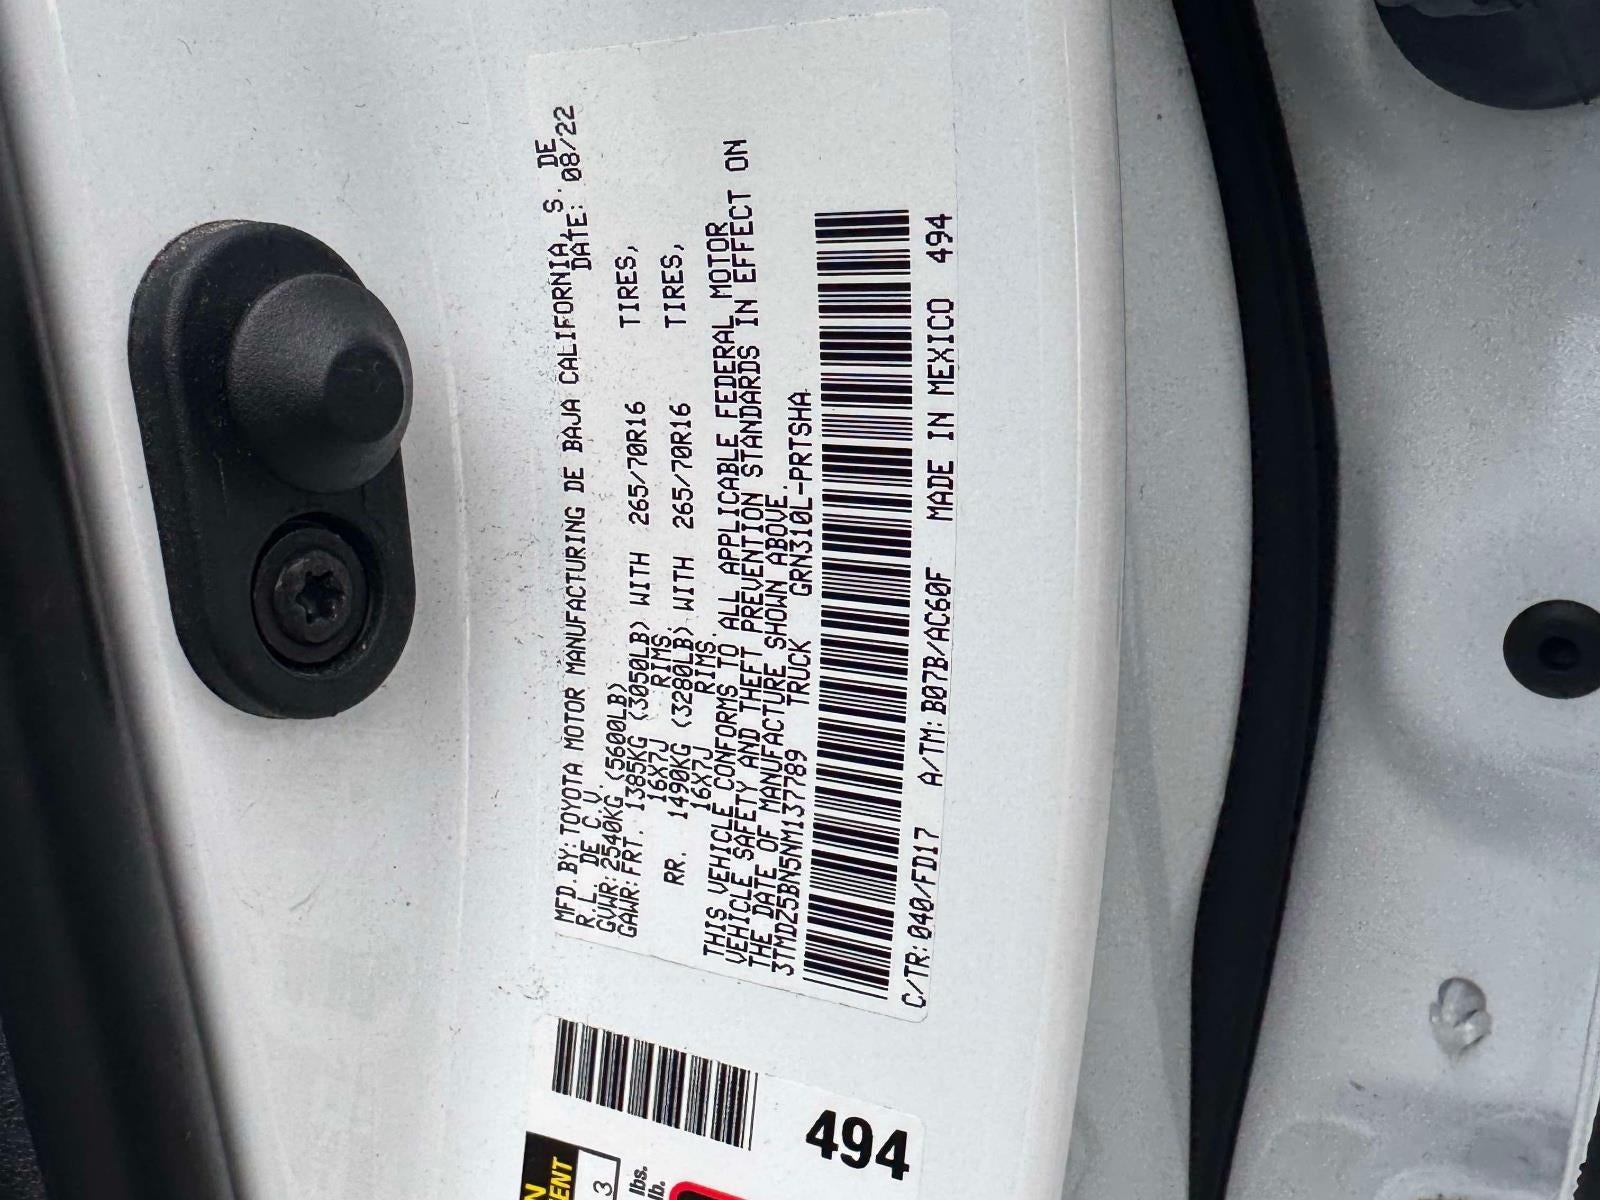 MFD.BY:TOYOTA MOTOR MANUFACTURING DE BAJA CALIFORNIA, S. DE
R.L. DE C.V. DATE: 08/22
GVWR:2540KG (5600LB)
GAWR:FRT. 1385KG (3050LB) WITH 265/70R16 TIRES,
16X7J RIMS,
RR. 1490KG (3280LB) WITH 265/70R16 TIRES,
16X7J RIMS.
THIS VEHICLE CONFORMS TO ALL APPLICABLE FEDERAL MOTOR
VEHICLE SAFETY AND THEFT PREVENTION STANDARDS IN EFFECT ON
THE DATE OF MANUFACTURE SHOWN ABOVE.
3TMDZ5BN5NM137789 TRUCK GRN310L-PRTSHA
C/TR:040/FD17 A/TM:B07B/AC60F MADE IN MEXICO 494
494
3
lbs.
lb.